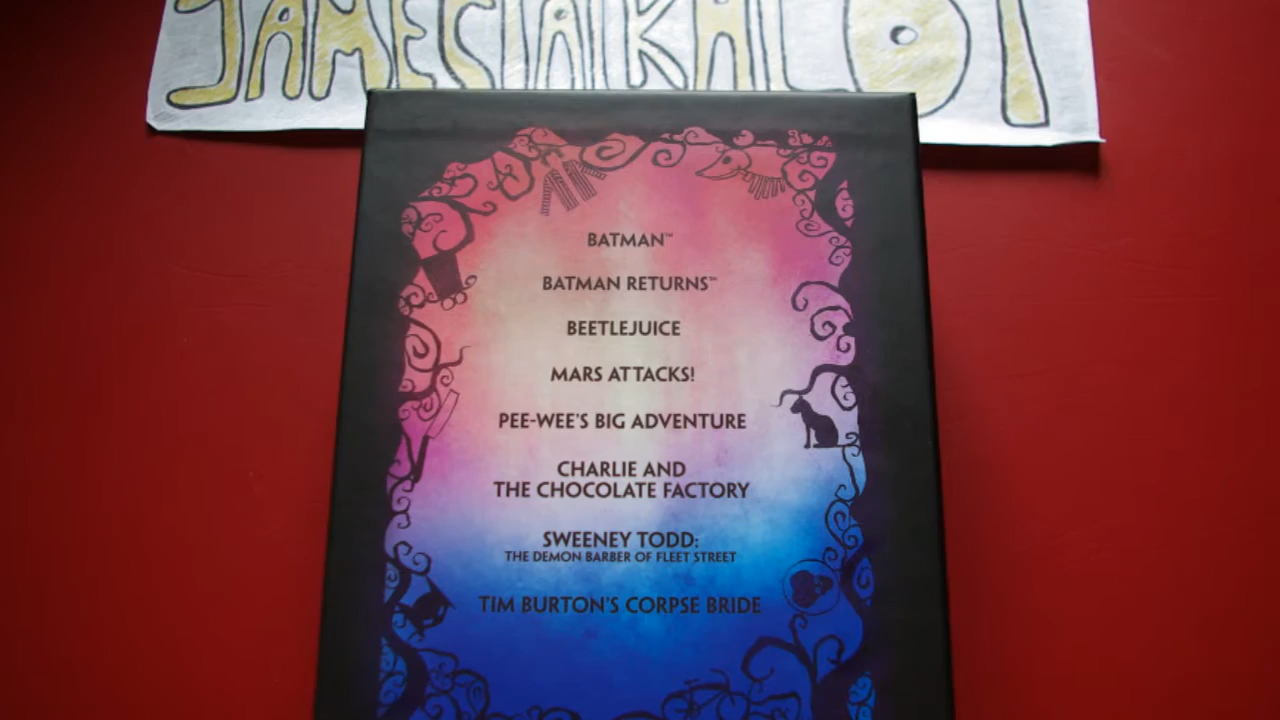 JAMESTAIKALOT
BATMAN™
BATMAN RETURNS™
BEETLEJUICE
MARS ATTACKS!
PEE-WEE'S BIG ADVENTURE
CHARLIE AND
THE CHOCOLATE FACTORY
SWEENEY TODD:
THE DEMON BARBER OF FLEET STREET
TIM BURTON'S CORPSE BRIDE